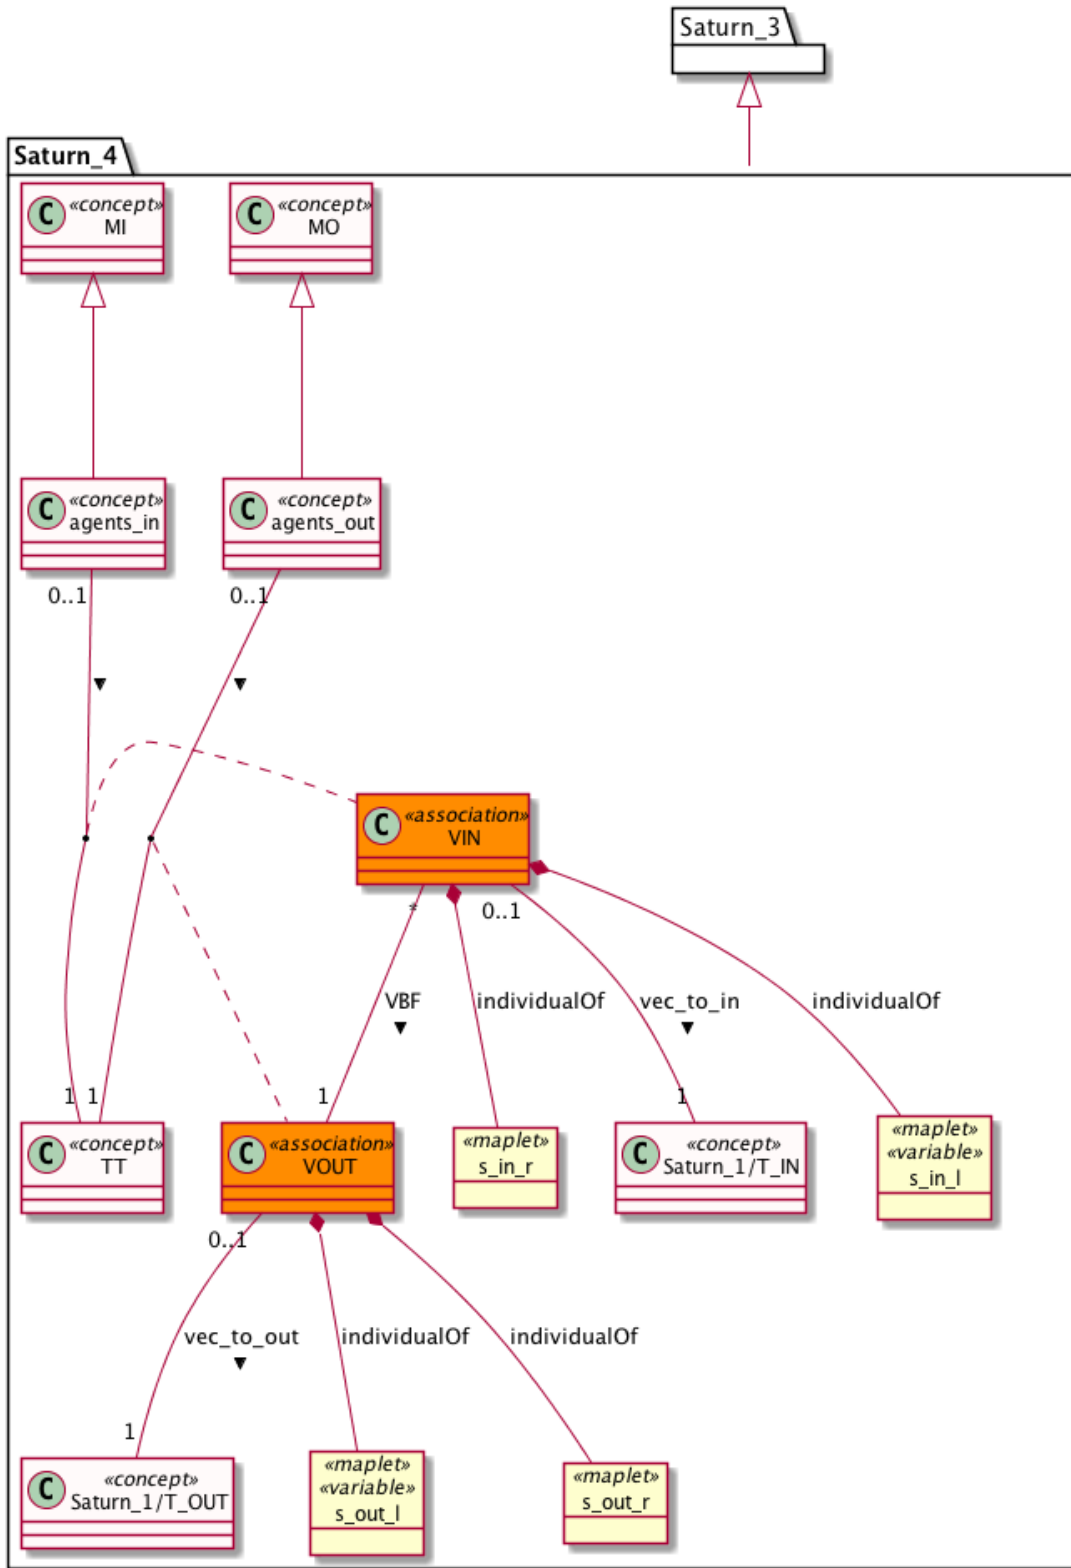 Saturn_3
Saturn_4
C «concept»
MI
C «concept»
MO
C «concept»
agents_in
C «concept»
agents_out
0..1
0..1
C «association»
VIN
*
0..1
VBF
individualOf
vec_to_in
individualOf
1
1
1
1
C «concept»
TT
C «association»
VOUT
«maplet»
s_in_r
C «concept»
Saturn_1/T_IN
«maplet»
«variable»
s_in_l
0..1
vec_to_out
individualOf
individualOf
1
C «concept»
Saturn_1/T_OUT
«maplet»
«variable»
s_out_l
«maplet»
s_out_r